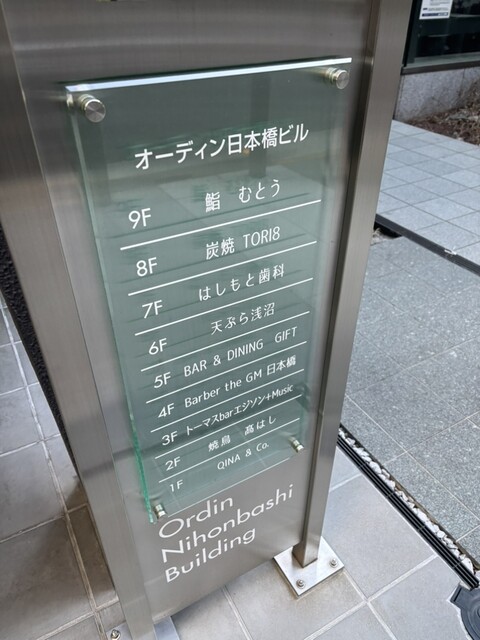 オーディン日本橋ビル
9F 鮨 むとう
8F 炭焼 TORI8
7F はしもと歯科
6F 天ぷら浅沼
5F BAR & DINING GIFT
4F Barber the GM 日本橋
3F トーマスbarエジソン+Music
2F 焼鳥 髙はし
1F QINA & Co.
Ordin
Nihonbashi
Building